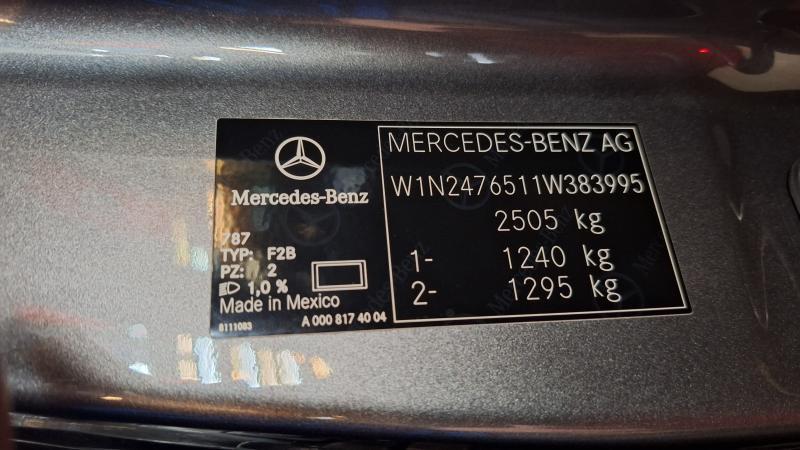 Mercedes-Benz
787
TYP: F2B
PZ: 2
1,0 %
Made in Mexico
8111083
A 000 817 40 04
MERCEDES-BENZ AG
W1N2476511W383995
2505 kg
1- 1240 kg
2- 1295 kg